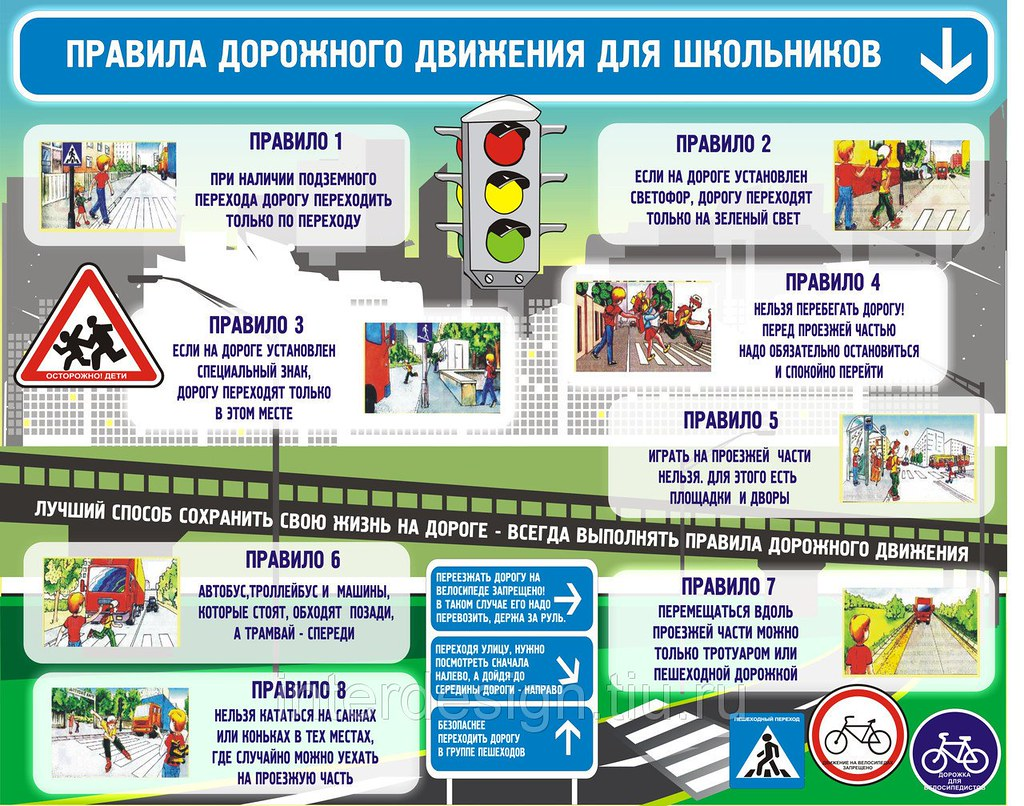 ПРАВИЛА ДОРОЖНОГО ДВИЖЕНИЯ ДЛЯ ШКОЛЬНИКОВ
ПРАВИЛО 1
ПРИ НАЛИЧИИ ПОДЗЕМНОГО
ПЕРЕХОДА ДОРОГУ ПЕРЕХОДИТЬ
ТОЛЬКО ПО ПЕРЕХОДУ
ПРАВИЛО 2
ЕСЛИ НА ДОРОГЕ УСТАНОВЛЕН
СВЕТОФОР, ДОРОГУ ПЕРЕХОДЯТ
ТОЛЬКО НА ЗЕЛЕНЫЙ СВЕТ
ОСТОРОЖНО! ДЕТИ
ПРАВИЛО 3
ЕСЛИ НА ДОРОГЕ УСТАНОВЛЕН
СПЕЦИАЛЬНЫЙ ЗНАК,
ДОРОГУ ПЕРЕХОДЯТ ТОЛЬКО
В ЭТОМ МЕСТЕ
ПРАВИЛО 4
НЕЛЬЗЯ ПЕРЕБЕГАТЬ ДОРОГУ!
ПЕРЕД ПРОЕЗЖЕЙ ЧАСТЬЮ
НАДО ОБЯЗАТЕЛЬНО ОСТАНОВИТЬСЯ
И СПОКОЙНО ПЕРЕЙТИ
ПРАВИЛО 5
ИГРАТЬ НА ПРОЕЗЖЕЙ ЧАСТИ
НЕЛЬЗЯ. ДЛЯ ЭТОГО ЕСТЬ
ПЛОЩАДКИ И ДВОРЫ
ЛУЧШИЙ СПОСОБ СОХРАНИТЬ СВОЮ ЖИЗНЬ НА ДОРОГЕ - ВСЕГДА ВЫПОЛНЯТЬ ПРАВИЛА ДОРОЖНОГО ДВИЖЕНИЯ
ПРАВИЛО 6
АВТОБУС,ТРОЛЛЕЙБУС И МАШИНЫ,
КОТОРЫЕ СТОЯТ, ОБХОДЯТ ПОЗАДИ,
А ТРАМВАЙ - СПЕРЕДИ
ПЕРЕЕЗЖАТЬ ДОРОГУ НА
ВЕЛОСИПЕДЕ ЗАПРЕЩЕНО!
В ТАКОМ СЛУЧАЕ ЕГО НАДО
ПЕРЕВОЗИТЬ, ДЕРЖА ЗА РУЛЬ.
ПЕРЕХОДЯ УЛИЦУ, НУЖНО
ПОСМОТРЕТЬ СНАЧАЛА
НАЛЕВО, А ДОЙДЯ ДО
СЕРЕДИНЫ ДОРОГИ - НАПРАВО
БЕЗОПАСНЕЕ
ПЕРЕХОДИТЬ ДОРОГУ
В ГРУППЕ ПЕШЕХОДОВ
ПРАВИЛО 7
ПЕРЕМЕЩАТЬСЯ ВДОЛЬ
ПРОЕЗЖЕЙ ЧАСТИ МОЖНО
ТОЛЬКО ТРОТУАРОМ ИЛИ
ПЕШЕХОДНОЙ ДОРОЖКОЙ
ПРАВИЛО 8
НЕЛЬЗЯ КАТАТЬСЯ НА САНКАХ
ИЛИ КОНЬКАХ В ТЕХ МЕСТАХ,
ГДЕ СЛУЧАЙНО МОЖНО УЕХАТЬ
НА ПРОЕЗЖУЮ ЧАСТЬ
interdesign.tiu.ru
ПЕШЕХОДНЫЙ ПЕРЕХОД
ДВИЖЕНИЕ НА ВЕЛОСИПЕДАХ
ЗАПРЕЩЕНО
ДОРОЖКА
ДЛЯ
ВЕЛОСИПЕДИСТОВ